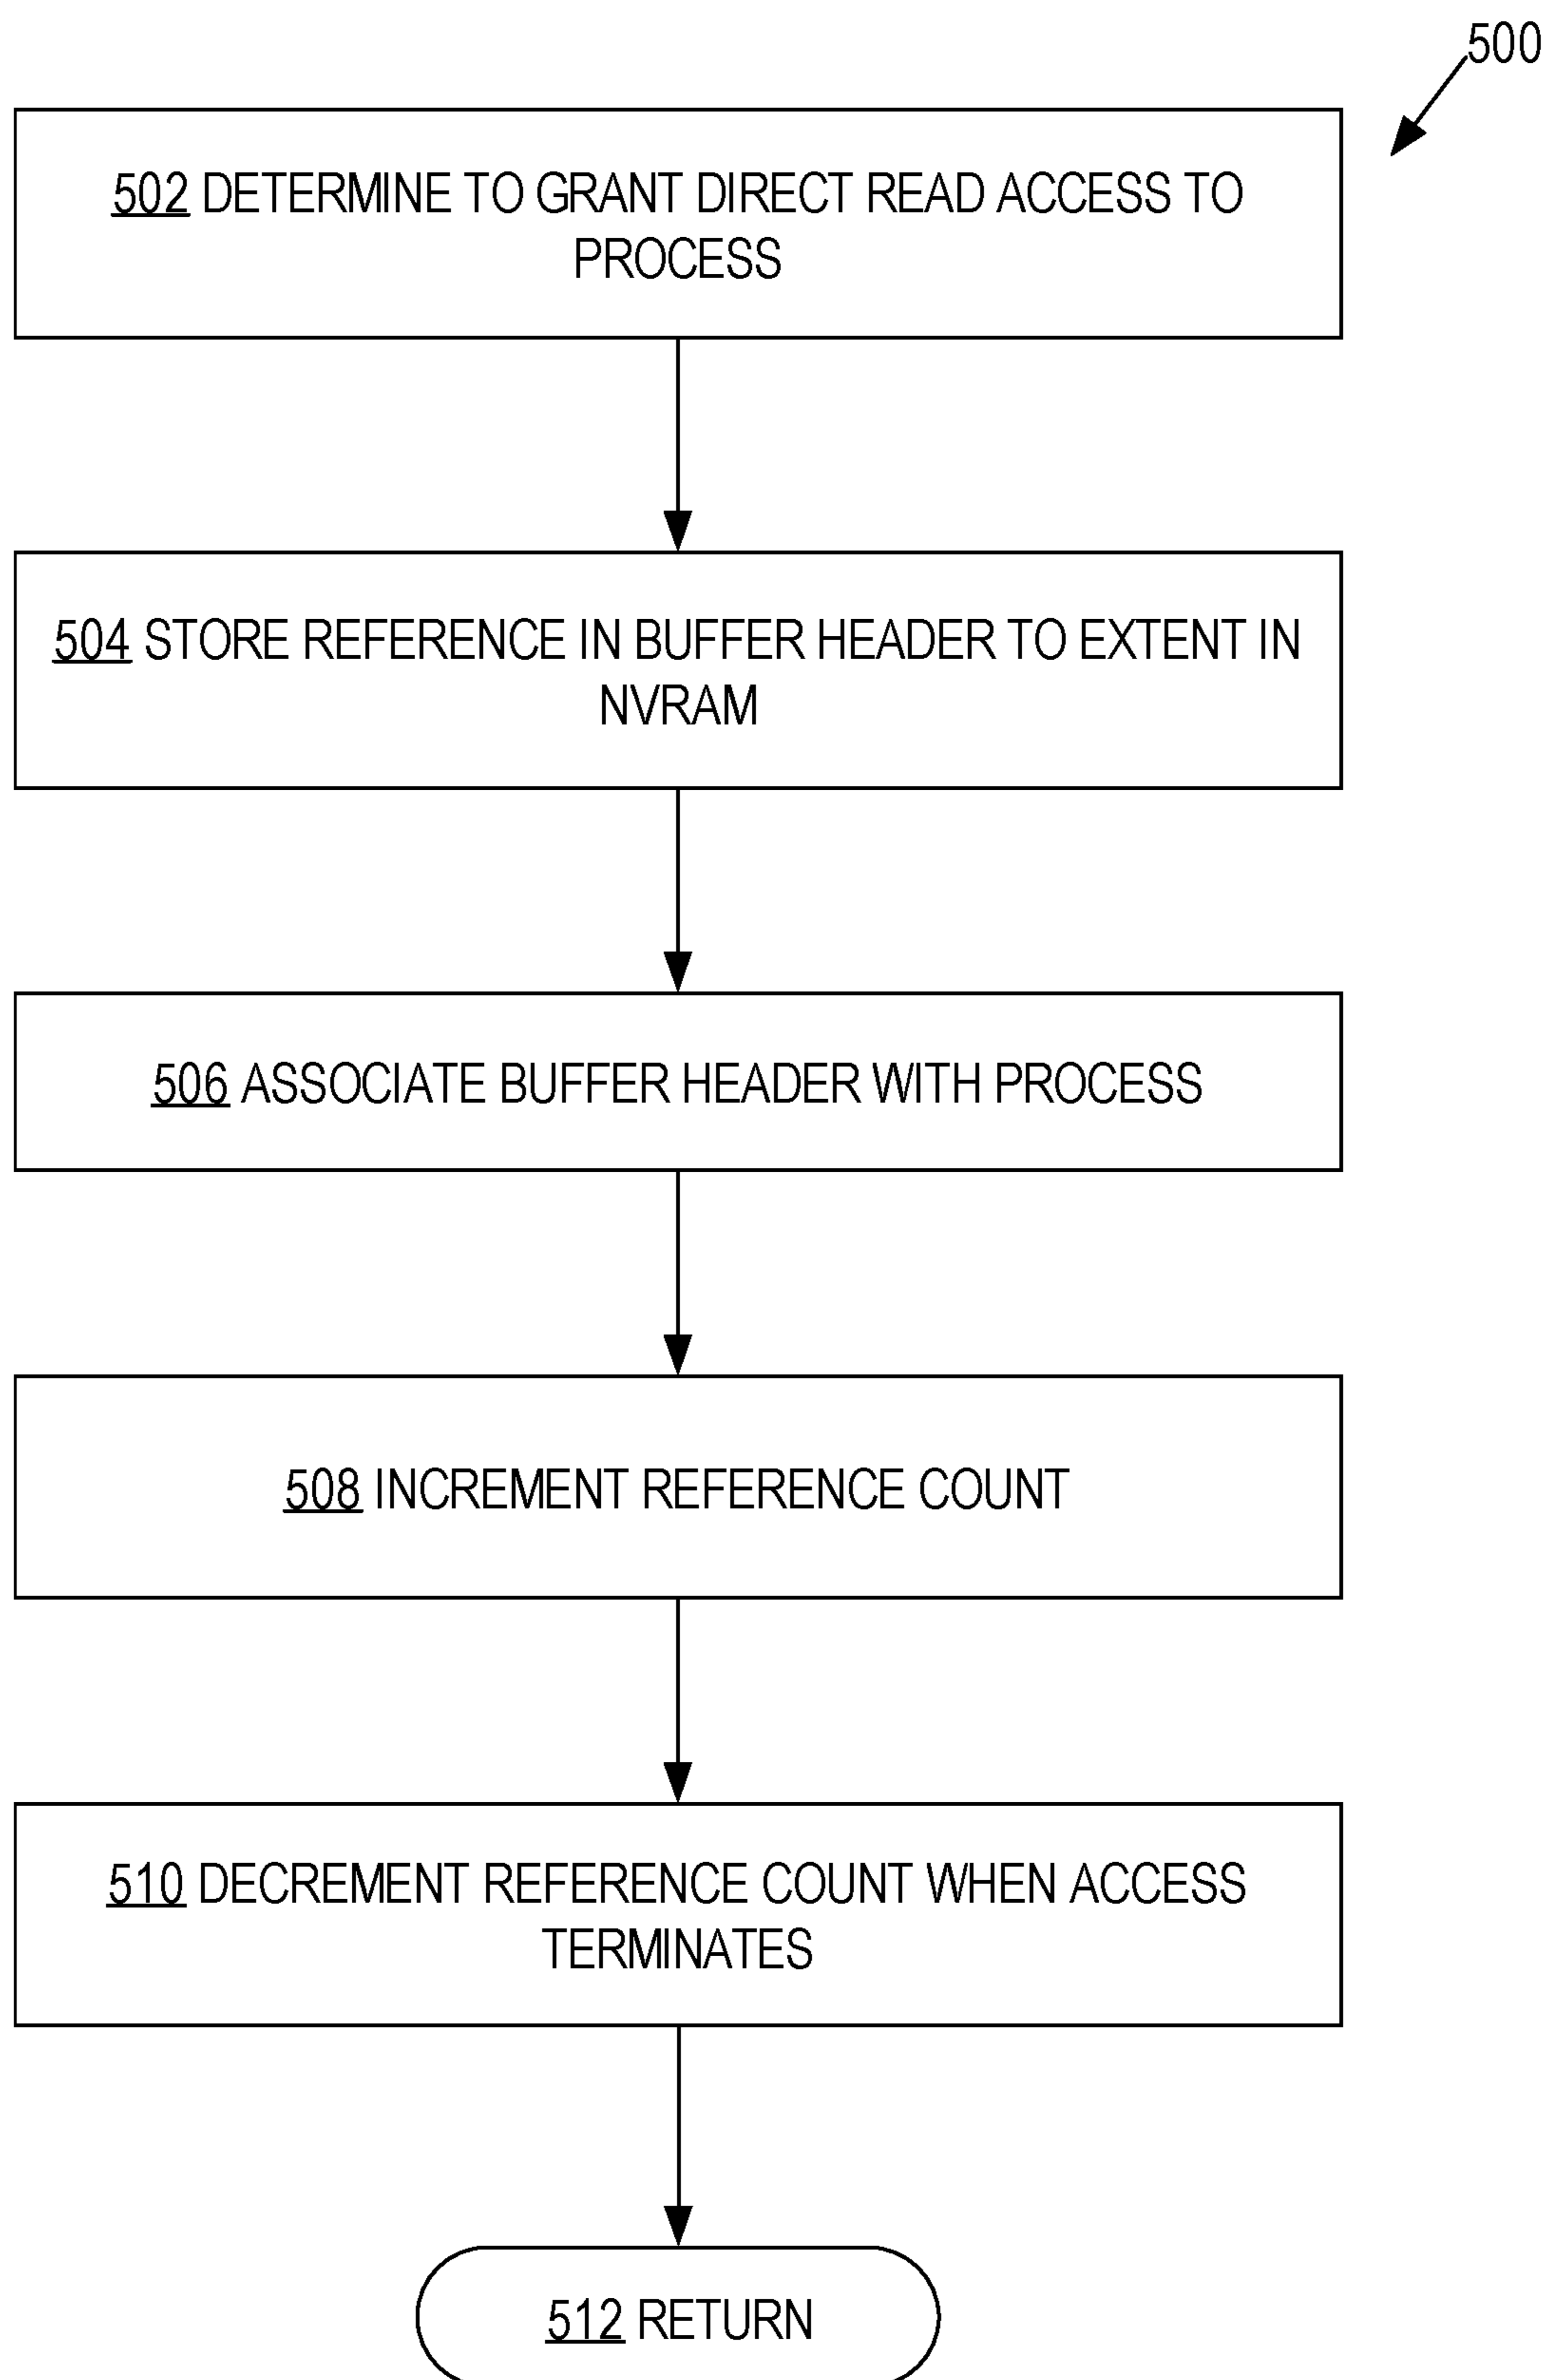 500
502 DETERMINE TO GRANT DIRECT READ ACCESS TO
PROCESS
504 STORE REFERENCE IN BUFFER HEADER TO EXTENT IN
NVRAM
506 ASSOCIATE BUFFER HEADER WITH PROCESS
508 INCREMENT REFERENCE COUNT
510 DECREMENT REFERENCE COUNT WHEN ACCESS
TERMINATES
512 RETURN